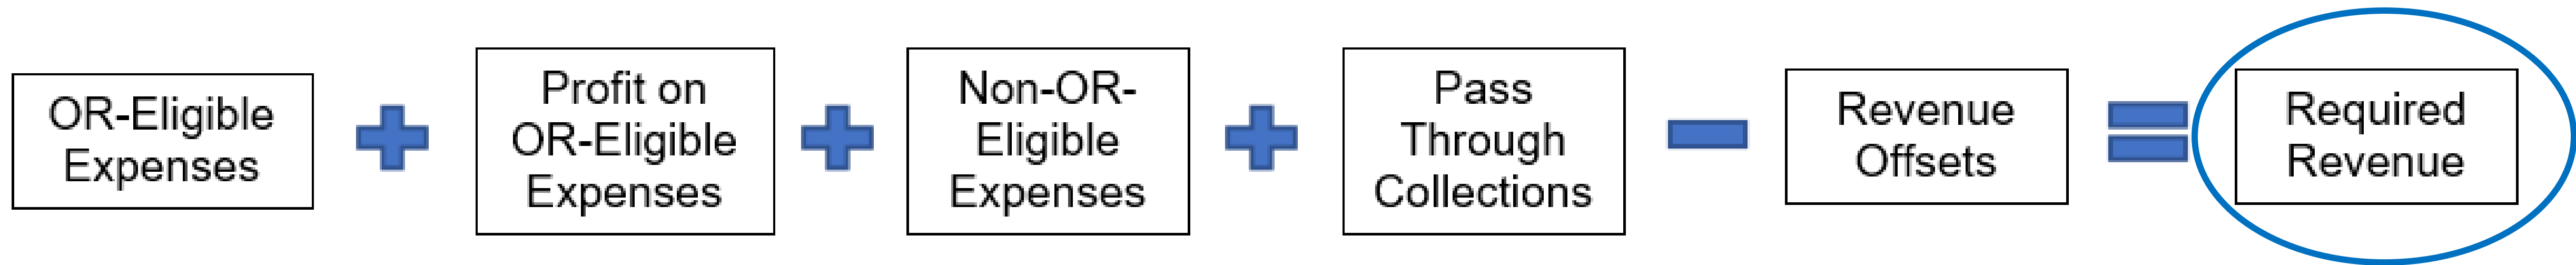 OR-Eligible
Expenses
Profit on
OR-Eligible
Expenses
Non-OR-
Eligible
Expenses
Pass
Through
Collections
Revenue
Offsets
Required
Revenue